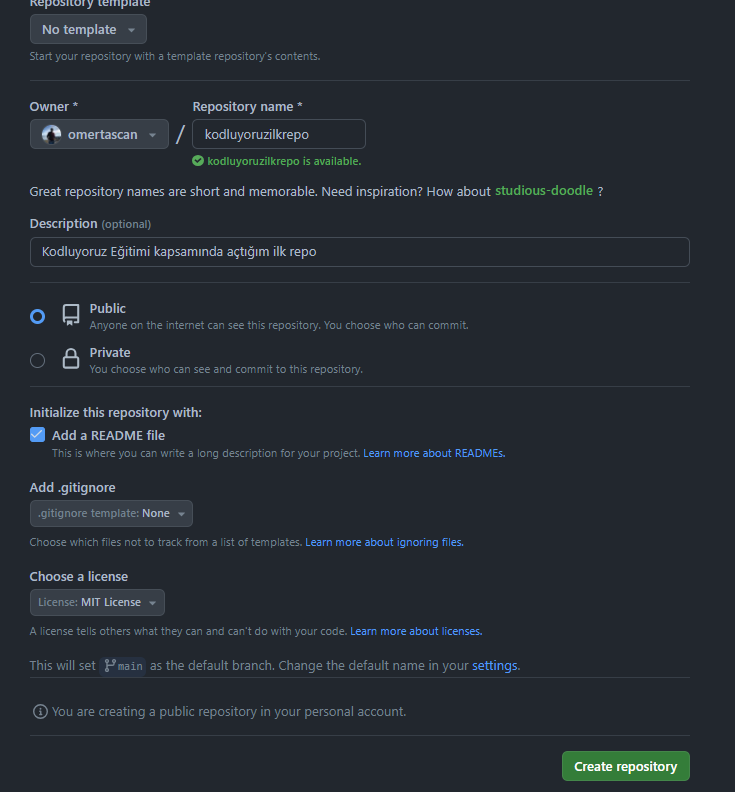 Repository template
No template
Start your repository with a template repository's contents.
Owner *
Repository name *
omertascan
/
kodluyoruzilkrepo
kodluyoruzilkrepo is available.
Great repository names are short and memorable. Need inspiration? How about studious-doodle ?
Description (optional)
Kodluyoruz Eğitimi kapsamında açtığım ilk repo
Public
Anyone on the internet can see this repository. You choose who can commit.
Private
You choose who can see and commit to this repository.
Initialize this repository with:
Add a README file
This is where you can write a long description for your project. Learn more about READMEs.
Add .gitignore
.gitignore template: None
Choose which files not to track from a list of templates. Learn more about ignoring files.
Choose a license
License: MIT License
A license tells others what they can and can't do with your code. Learn more about licenses.
This will set main as the default branch. Change the default name in your settings.
You are creating a public repository in your personal account.
Create repository